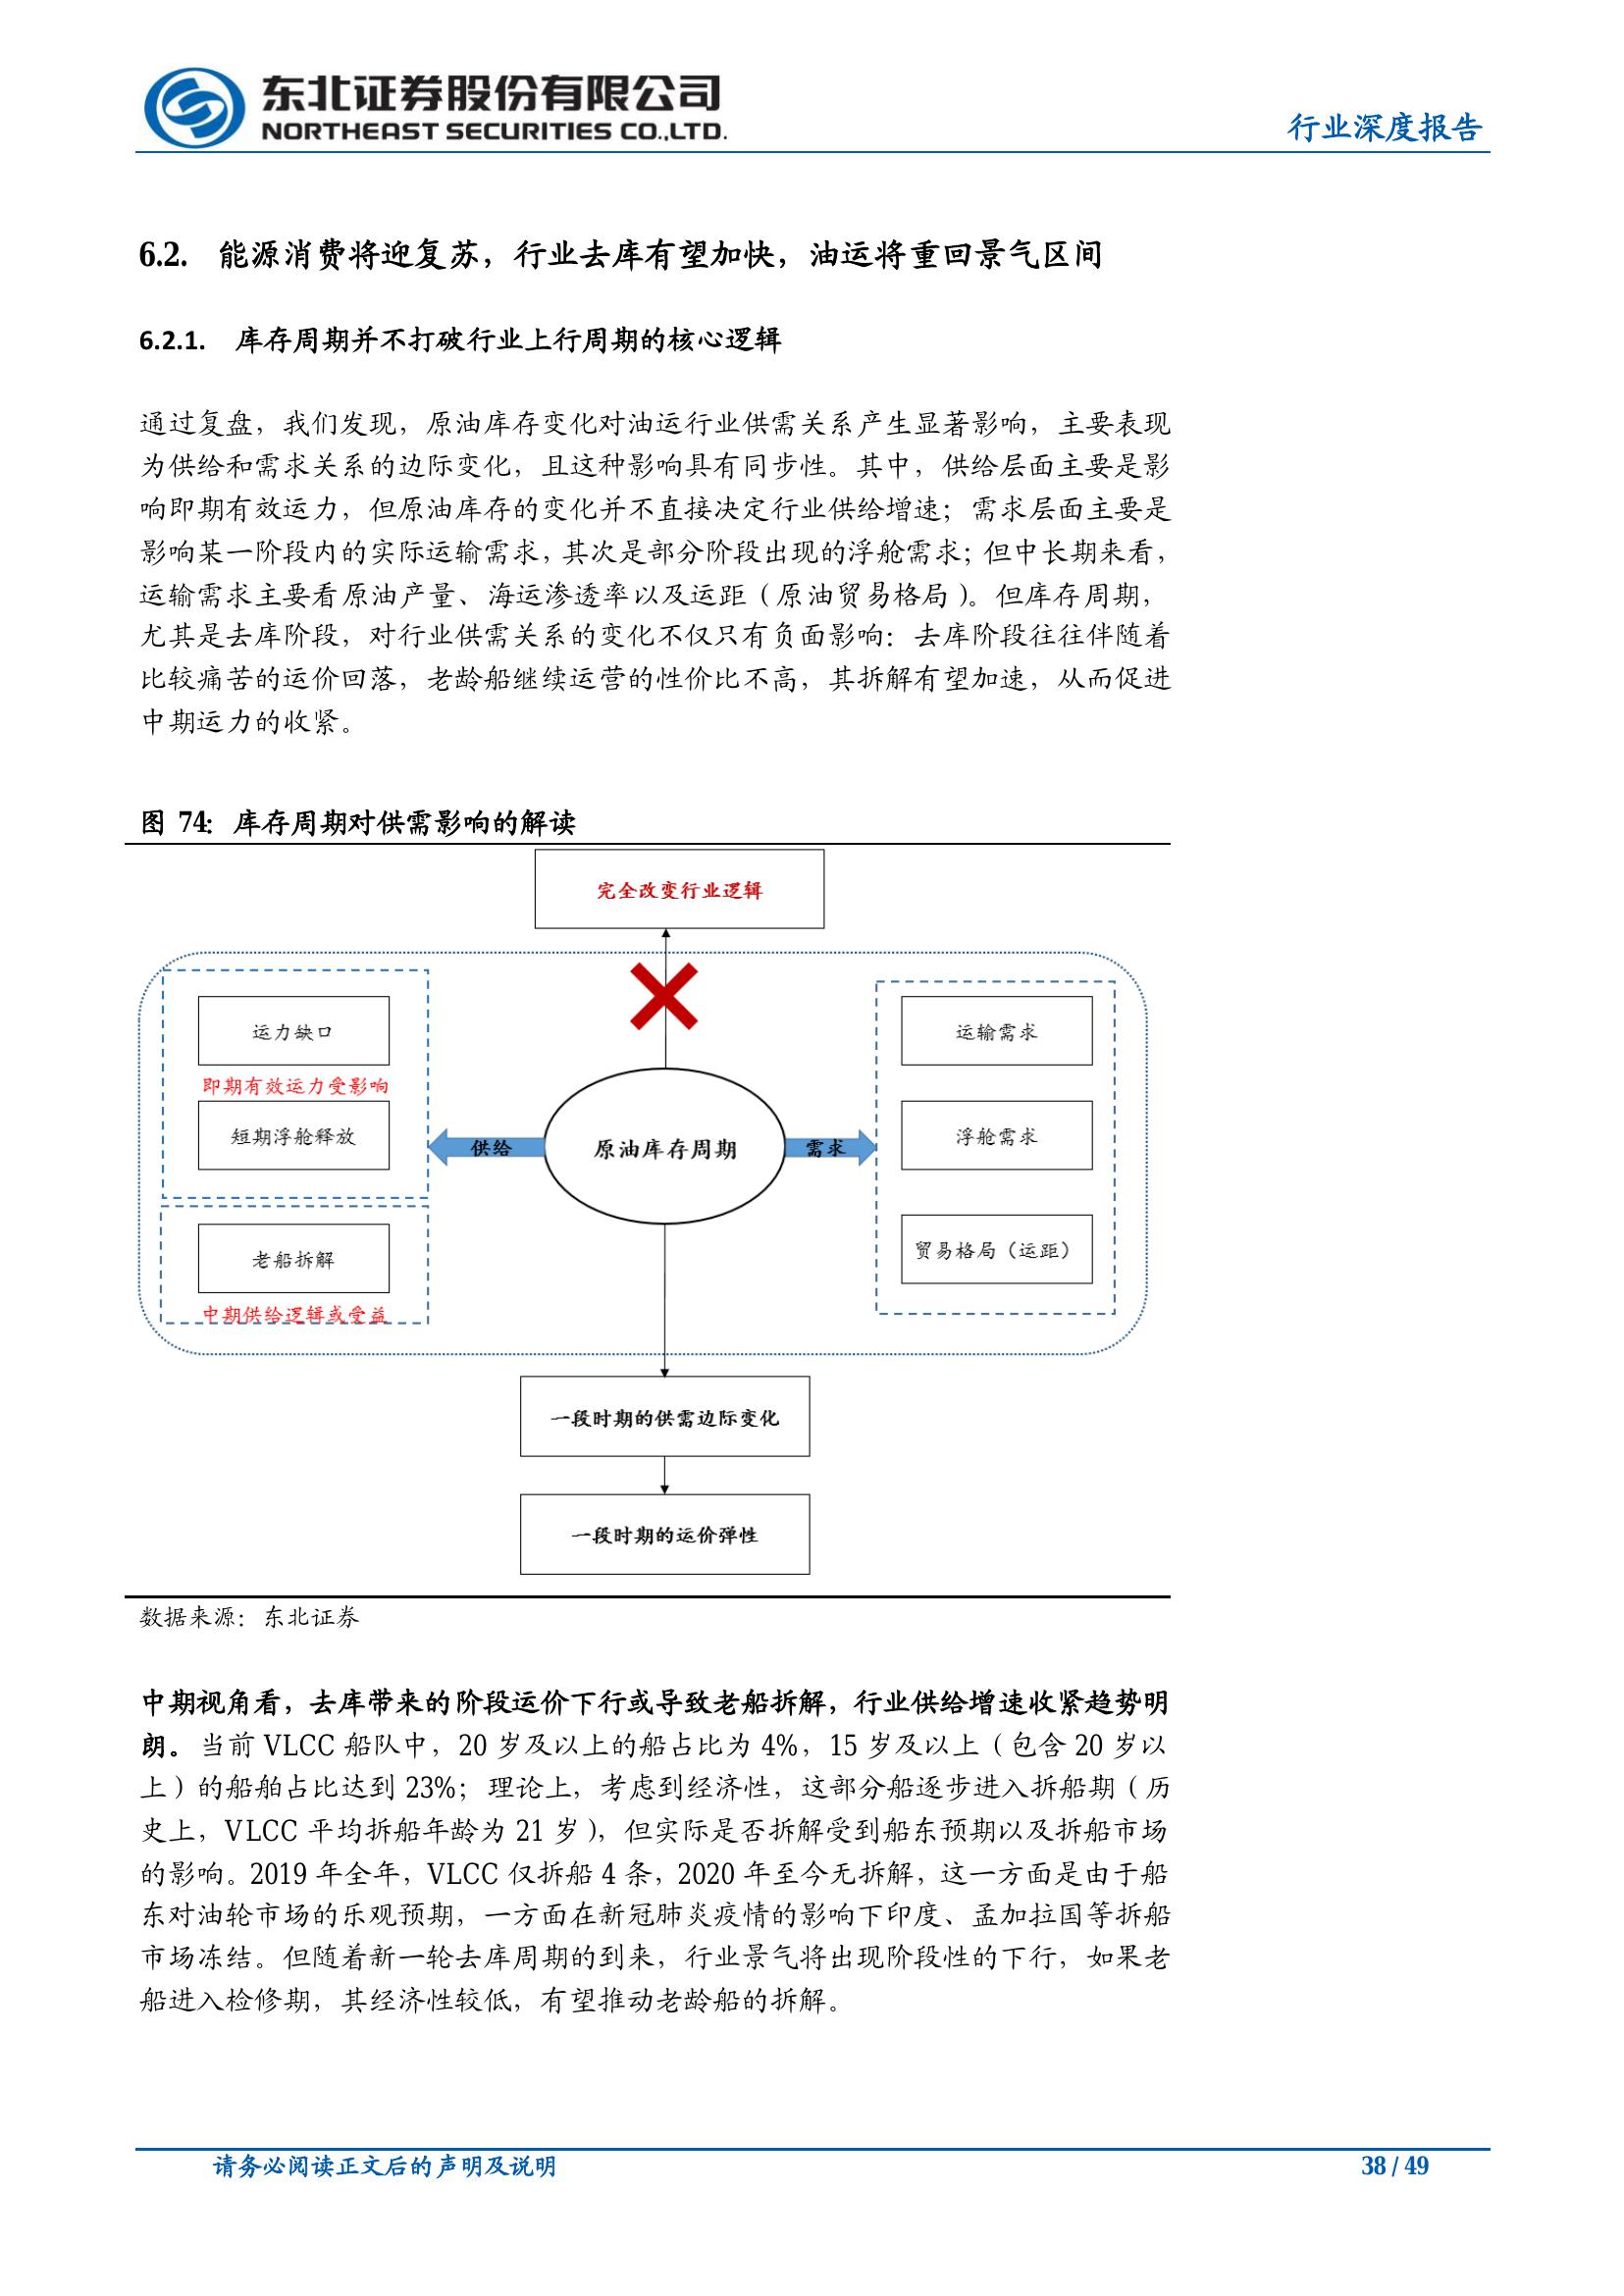 东北证券股份有限公司
NORTHEAST SECURITIES CO.,LTD.
行业深度报告
6.2. 能源消费将迎复苏，行业去库有望加快，油运将重回景气区间
6.2.1. 库存周期并不打破行业上行周期的核心逻辑
通过复盘，我们发现，原油库存变化对油运行业供需关系产生显著影响，主要表现
为供给和需求关系的边际变化，且这种影响具有同步性。其中，供给层面主要是影
响即期有效运力，但原油库存的变化并不直接决定行业供给增速；需求层面主要是
影响某一阶段内的实际运输需求，其次是部分阶段出现的浮舱需求；但中长期来看，
运输需求主要看原油产量、海运渗透率以及运距（原油贸易格局）。但库存周期，
尤其是去库阶段，对行业供需关系的变化不仅只有负面影响：去库阶段往往伴随着
比较痛苦的运价回落，老龄船继续运营的性价比不高，其拆解有望加速，从而促进
中期运力的收紧。
图 74：库存周期对供需影响的解读
完全改变行业逻辑
运力缺口
即期有效运力受影响
短期浮舱释放
老船拆解
中期供给逻辑或受益
供给
原油库存周期
需求
运输需求
浮舱需求
贸易格局（运距）
一段时期的供需边际变化
一段时期的运价弹性
数据来源：东北证券
中期视角看，去库带来的阶段运价下行或导致老船拆解，行业供给增速收紧趋势明
朗。当前 VLCC 船队中，20 岁及以上的船占比为 4%，15 岁及以上（包含 20 岁以
上）的船舶占比达到 23%；理论上，考虑到经济性，这部分船逐步进入拆船期（历
史上，VLCC 平均拆船年龄为 21 岁），但实际是否拆解受到船东预期以及拆船市场
的影响。2019 年全年，VLCC 仅拆船 4 条，2020 年至今无拆解，这一方面是由于船
东对油轮市场的乐观预期，一方面在新冠肺炎疫情的影响下印度、孟加拉国等拆船
市场冻结。但随着新一轮去库周期的到来，行业景气将出现阶段性的下行，如果老
船进入检修期，其经济性较低，有望推动老龄船的拆解。
请务必阅读正文后的声明及说明
38 / 49